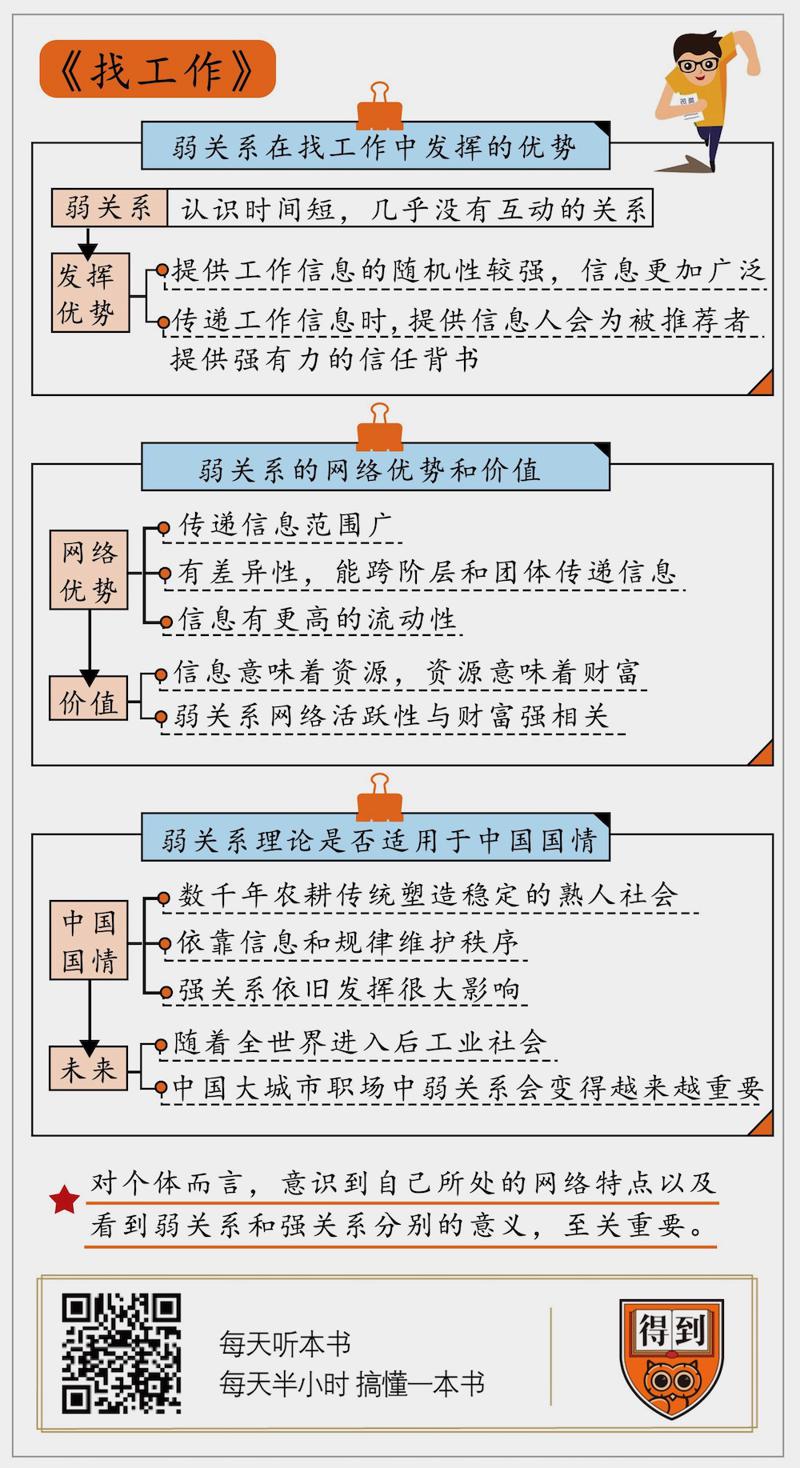 《找工作》
弱关系在找工作中发挥的优势
弱关系 认识时间短，几乎没有互动的关系
发挥
优势
提供工作信息的随机性较强，信息更加广泛
传递工作信息时,提供信息人会为被推荐者
提供强有力的信任背书
弱关系的网络优势和价值
网络
优势
传递信息范围广
有差异性，能跨阶层和团体传递信息
信息有更高的流动性
价值
信息意味着资源，资源意味着财富
弱关系网络活跃性与财富强相关
弱关系理论是否适用于中国国情
中国
国情
数千年农耕传统塑造稳定的熟人社会
依靠信息和规律维护秩序
强关系依旧发挥很大影响
未来
随着全世界进入后工业社会
中国大城市职场中弱关系会变得越来越重要
对个体而言，意识到自己所处的网络特点以及
看到弱关系和强关系分别的意义，至关重要。
每天听本书
每天半小时 搞懂一本书
得到